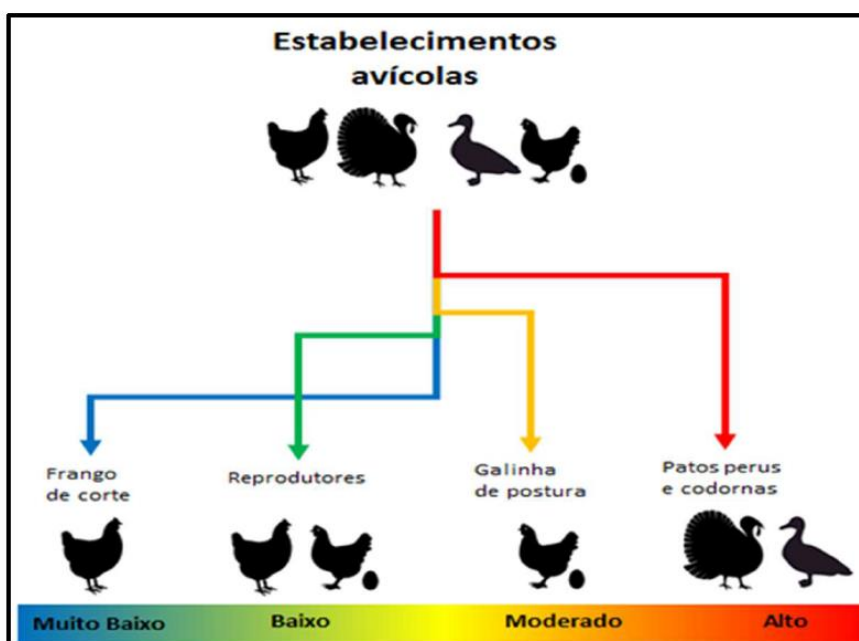 Estabelecimentos
avícolas
Frango
de corte
Reprodutores
Galinha
de postura
Patos perus
e codornas
Muito Baixo Baixo Moderado Alto